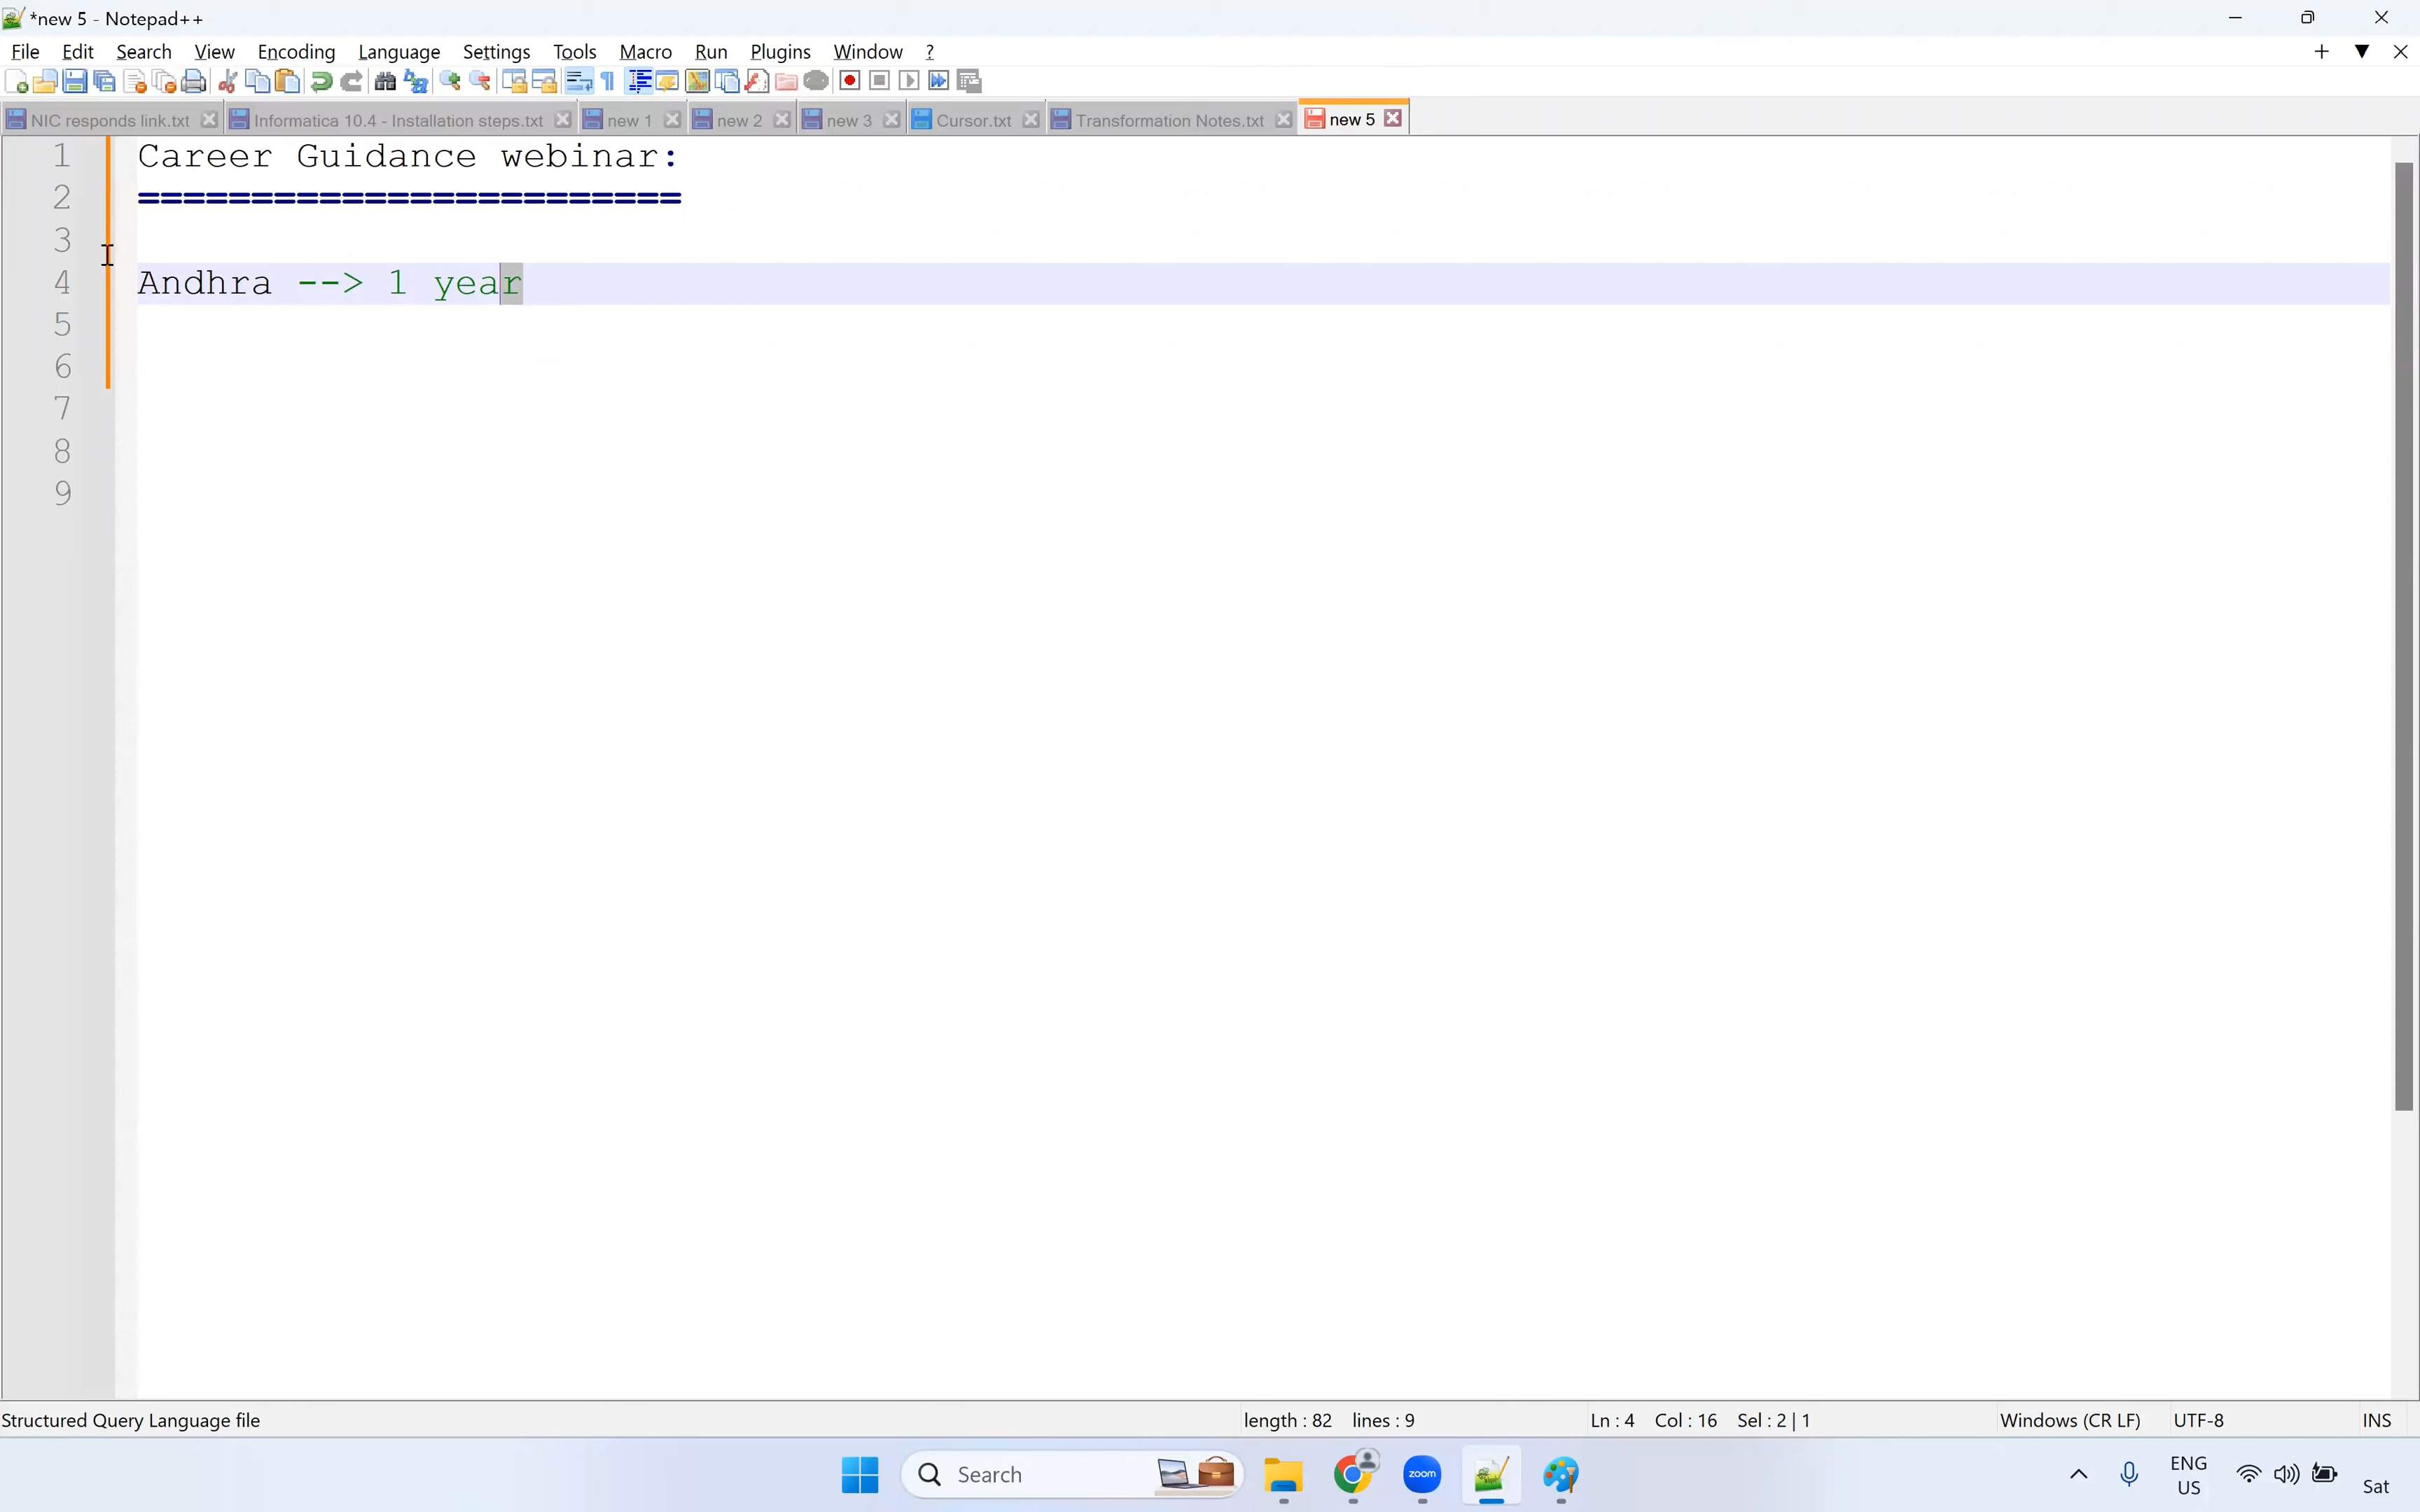 *new 5 - Notepad++
File Edit Search View Encoding Language Settings Tools Macro Run Plugins Window ?
NIC responds link.txt Informatica 10.4 - Installation steps.txt new 1 new 2 new 3 Cursor.txt Transformation Notes.txt new 5
1 Career Guidance webinar:
2 ========================
3
4 Andhra --> 1 year
5
6
7
8
9
Structured Query Language file length : 82 lines : 9 Ln : 4 Col : 16 Sel : 2 | 1 Windows (CR LF) UTF-8 INS
Search zoom ENG
US Sat